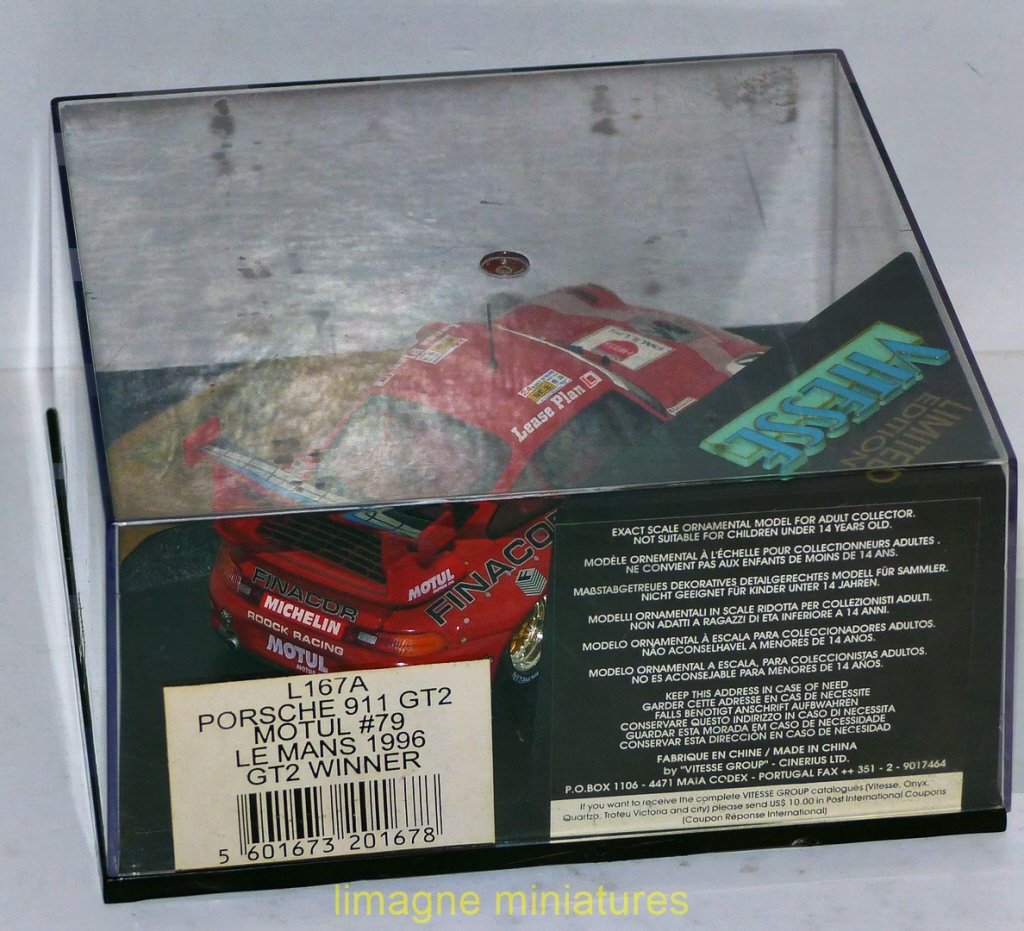 VITESSE
LIMITED
EDITION
Lease Plan
FINACOR
MICHELIN
ROOCK RACING
MOTUL
MOTUL
FINACOR
EXACT SCALE ORNAMENTAL MODEL FOR ADULT COLLECTOR.
NOT SUITABLE FOR CHILDREN UNDER 14 YEARS OLD.
MODÈLE ORNEMENTAL À L'ÉCHELLE POUR COLLECTIONNEURS ADULTES .
NE CONVIENT PAS AUX ENFANTS DE MOINS DE 14 ANS.
MABSTABGETREUES DEKORATIVES DETAILGERECHTES MODELL FÜR SAMMLER.
NICHT GEEIGNET FÜR KINDER UNTER 14 JAHREN.
MODELLI ORNAMENTALI IN SCALE RIDOTTA PER COLLEZIONISTI ADULTI.
NON ADATTI A RAGAZZI DI ETA INFERIORE A 14 ANNI.
MODELO ORNAMENTAL À ESCALA PARA COLECCIONADORES ADULTOS.
NÃO ACONSELHAVEL A MENORES DE 14 ANOS.
MODELO ORNAMENTAL A ESCALA, PARA COLECCIONISTAS ADULTOS.
NO ES ACONSEJABLE PARA MENORES DE 14 AÑOS.
KEEP THIS ADDRESS IN CASE OF NEED
GARDER CETTE ADRESSE EN CAS DE NÉCESSITE
FALLS BENOTIGT ANSCHRIFT AUFBWAHREN
CONSERVARE QUESTO INDIRIZZO IN CASO DI NECESSITA
GUARDAR ESTA MORADA EM CASO DE NECESSIDADE
CONSERVAR ESTA DIRECCIÓN EN CASO DE NECESIDAD
FABRIQUE EN CHINE / MADE IN CHINA
by "VITESSE GROUP" - CINERIUS LTD.
P.O.BOX 1106 - 4471 MAiA CODEX - PORTUGAL FAX ++ 351 - 2 - 9017464
If you want to receive the complete VITESSE GROUP catalogues (Vitesse, Onyx,
Quartzo, Trofeu Victoria and city) please send US$ 10.00 in Post International Coupons
(Coupon Réponse International)
L167A
PORSCHE 911 GT2
MOTUL #79
LE MANS 1996
GT2 WINNER
5 601673 201678
limagne miniatures